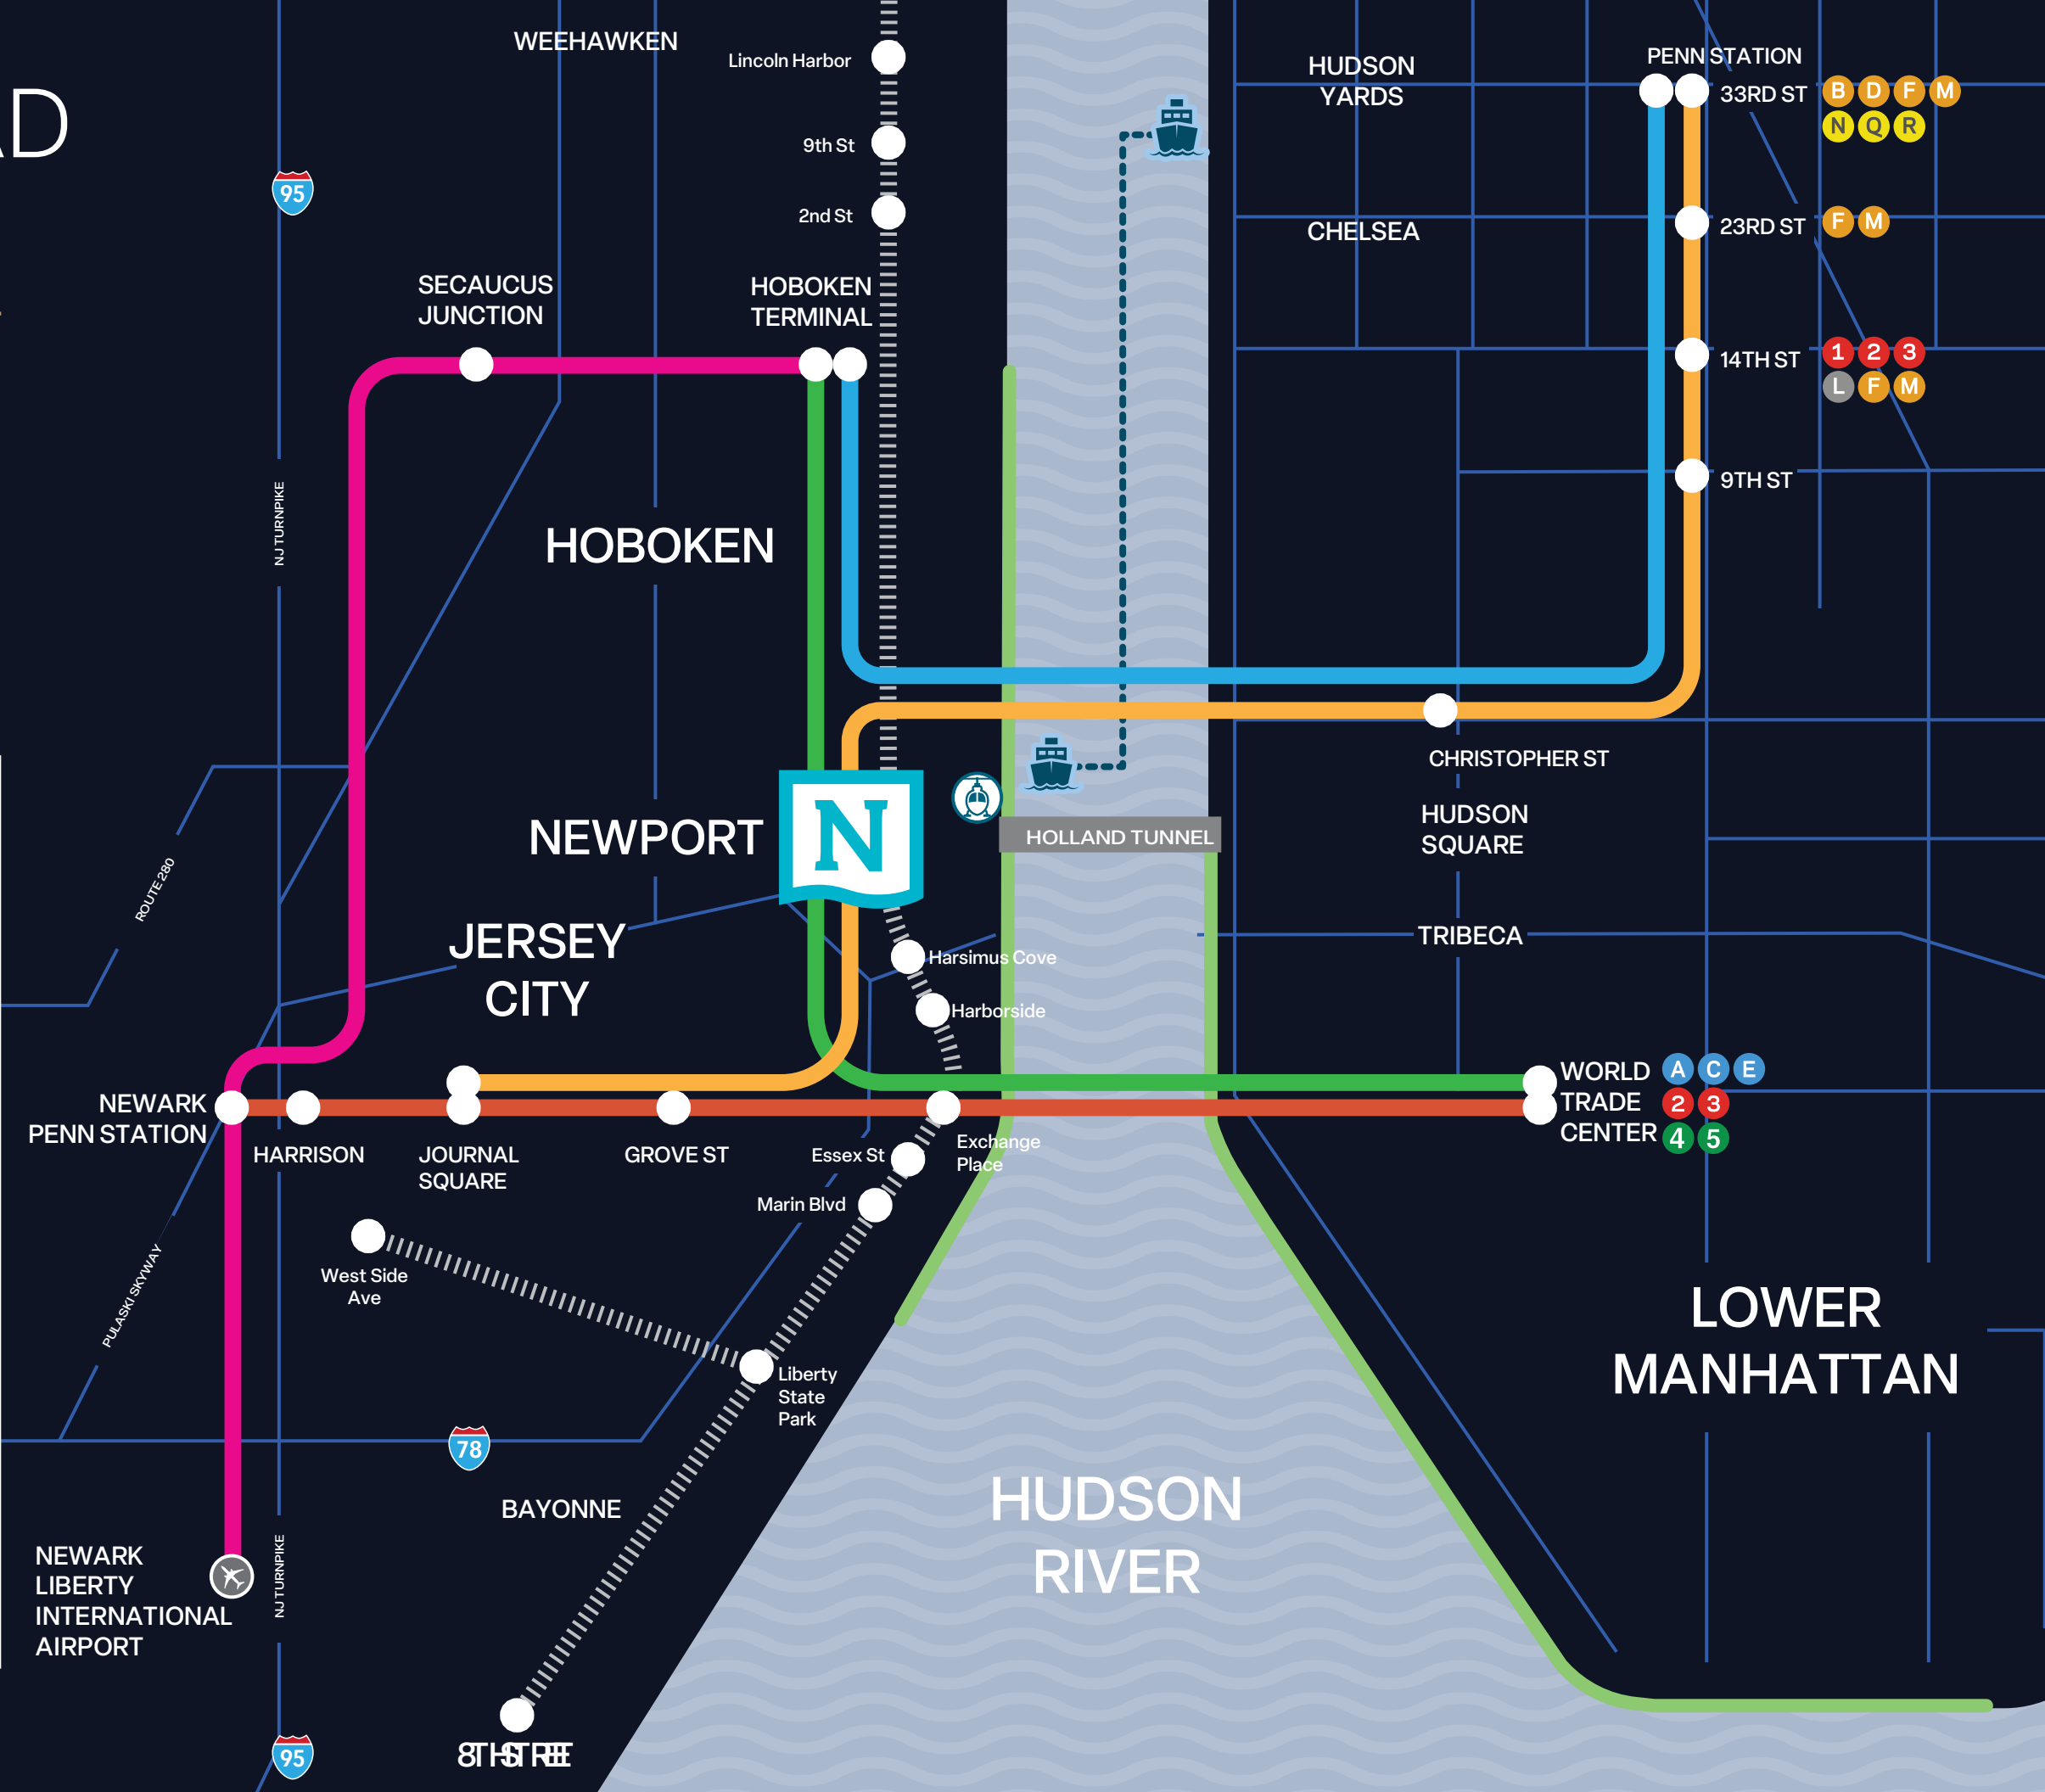 AD
WEEHAWKEN
Lincoln Harbor
9th St
2nd St
HUDSON
YARDS
PENN STATION
33RD ST
B D F M
N Q R
95
CHELSEA
23RD ST
F M
SECAUCUS
JUNCTION
HOBOKEN
TERMINAL
14TH ST
1 2 3
L F M
9TH ST
NJ TURNPIKE
HOBOKEN
CHRISTOPHER ST
NEWPORT
N
HOLLAND TUNNEL
HUDSON
SQUARE
ROUTE 280
JERSEY
CITY
TRIBECA
Harsimus Cove
Harborside
NEWARK
PENN STATION
HARRISON
JOURNAL
SQUARE
GROVE ST
Essex St
Exchange
Place
Marin Blvd
WORLD
TRADE
CENTER
A C E
2 3
4 5
West Side
Ave
PULASKI SKYWAY
Liberty
State
Park
LOWER
MANHATTAN
78
BAYONNE
HUDSON
RIVER
NEWARK
LIBERTY
INTERNATIONAL
AIRPORT
NJ TURNPIKE
95